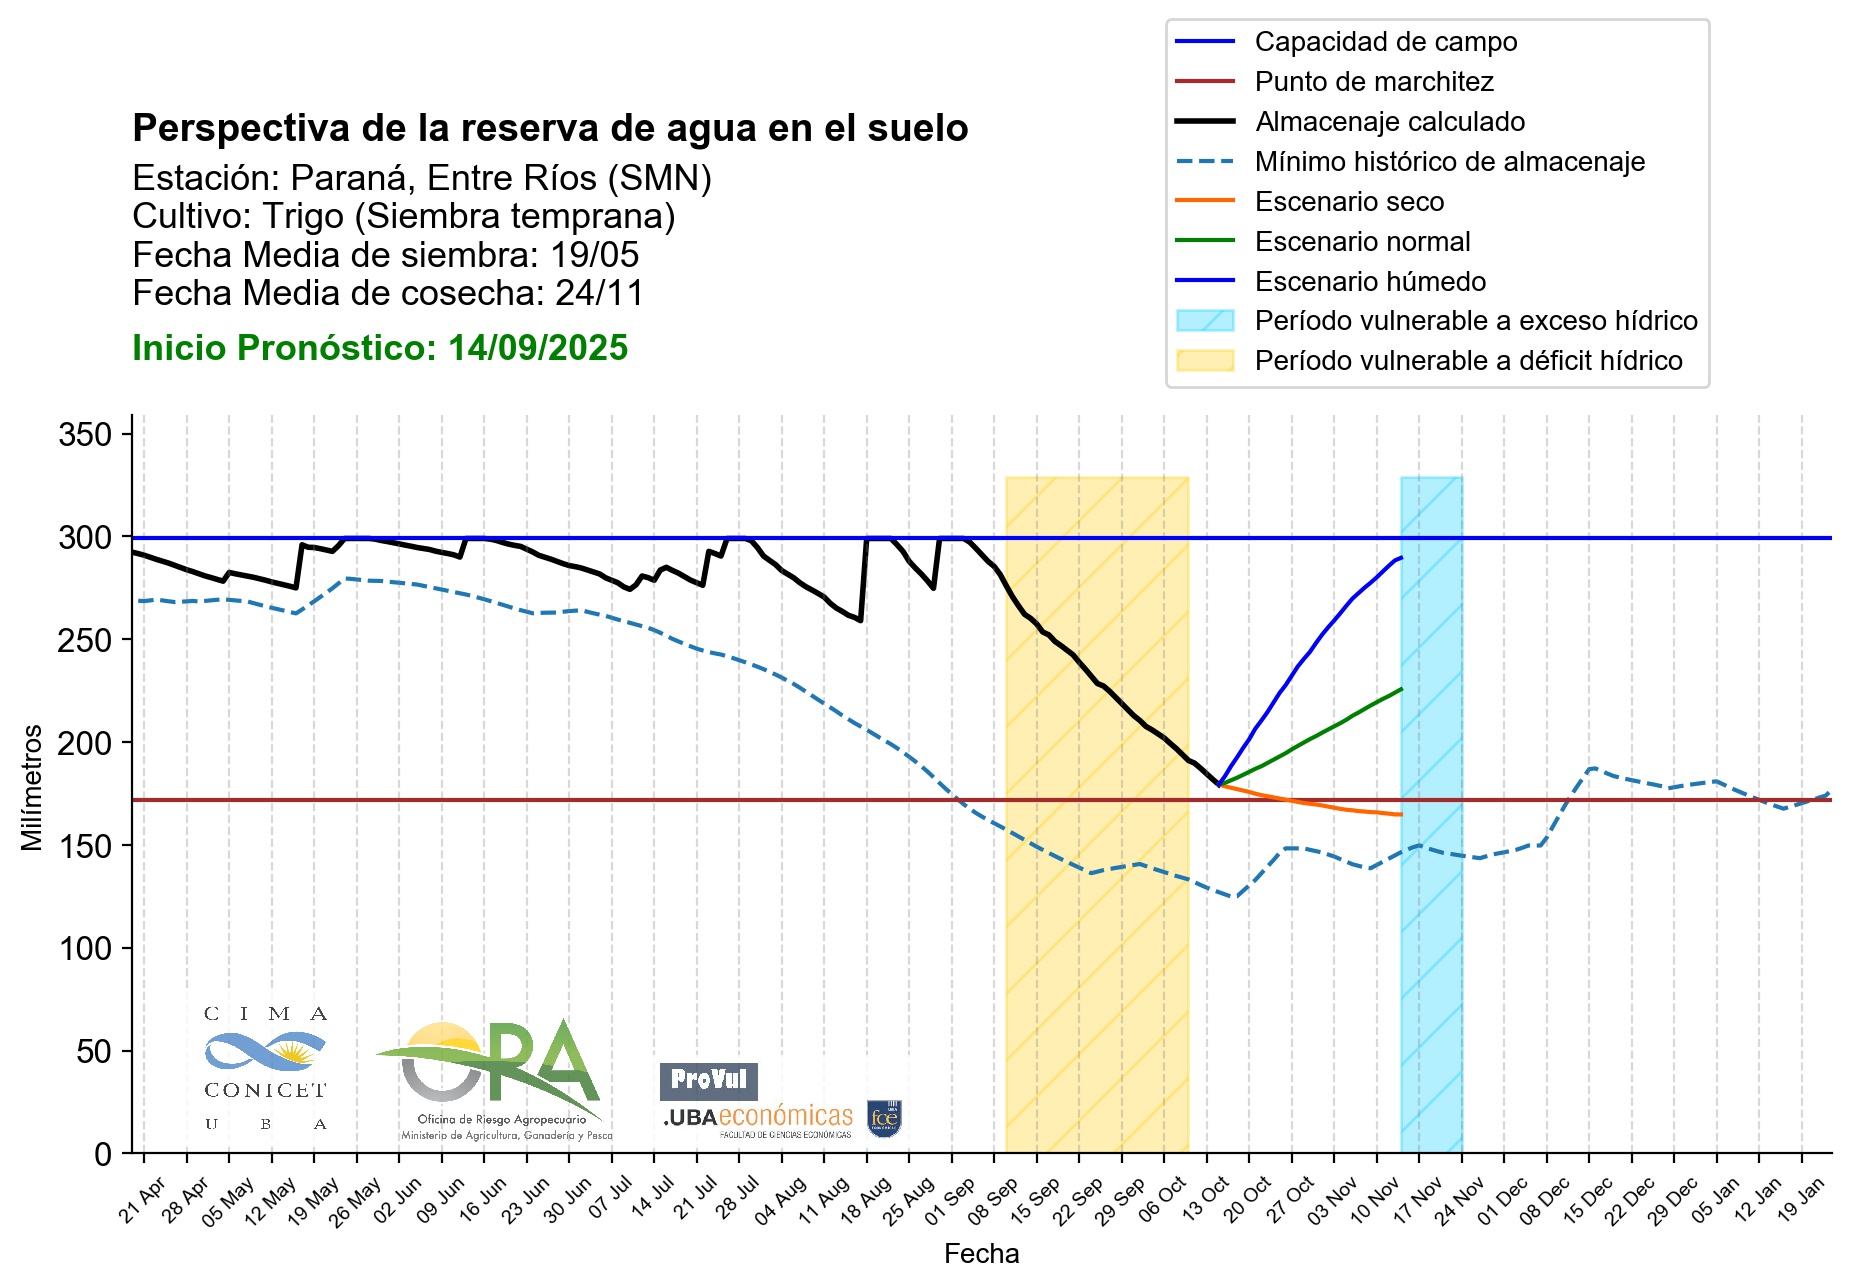 Capacidad de campo
Punto de marchitez
Almacenaje calculado
Mínimo histórico de almacenaje
Escenario seco
Escenario normal
Escenario húmedo
Período vulnerable a exceso hídrico
Período vulnerable a déficit hídrico
Perspectiva de la reserva de agua en el suelo
Estación: Paraná, Entre Ríos (SMN)
Cultivo: Trigo (Siembra temprana)
Fecha Media de siembra: 19/05
Fecha Media de cosecha: 24/11
Inicio Pronóstico: 14/09/2025
350
300
250
200
150
100
50
0
Milímetros
CIMA
CONICET
UBA
ORA
Oficina de Riesgo Agropecuario
Ministerio de Agricultura, Ganadería y Pesca
ProVul
.UBAeconómicas
FACULTAD DE CIENCIAS ECONÓMICAS
UBA
fce
ECONÓMICAS
21 Apr
28 Apr
05 May
12 May
19 May
26 May
02 Jun
09 Jun
16 Jun
23 Jun
30 Jun
07 Jul
14 Jul
21 Jul
28 Jul
04 Aug
11 Aug
18 Aug
25 Aug
01 Sep
08 Sep
15 Sep
22 Sep
29 Sep
06 Oct
13 Oct
20 Oct
27 Oct
03 Nov
10 Nov
17 Nov
24 Nov
01 Dec
08 Dec
15 Dec
22 Dec
29 Dec
05 Jan
12 Jan
19 Jan
Fecha